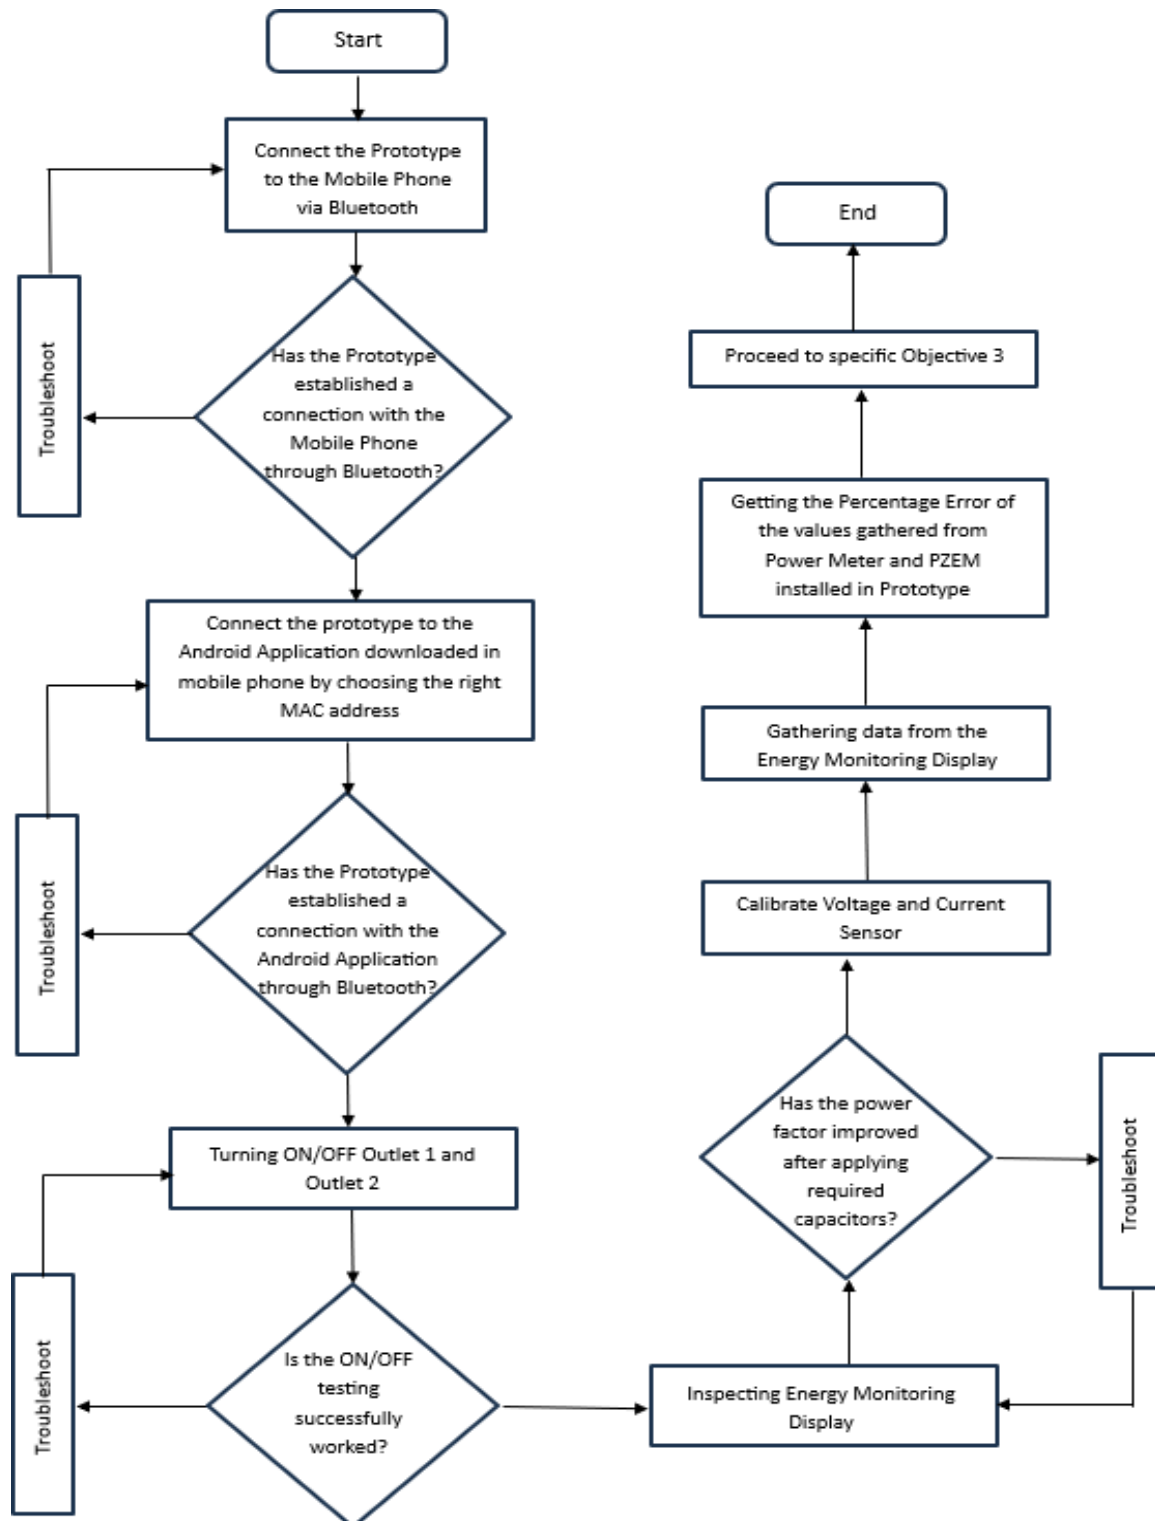 Start
Connect the Prototype
to the Mobile Phone
via Bluetooth
Troubleshoot
Has the Prototype
established a
connection with the
Mobile Phone
through Bluetooth?
Connect the prototype to the
Android Application downloaded in
mobile phone by choosing the right
MAC address
Troubleshoot
Has the Prototype
established a
connection with the
Android Application
through Bluetooth?
Turning ON/OFF Outlet 1 and
Outlet 2
Troubleshoot
Is the ON/OFF
testing
successfully
worked?
Inspecting Energy Monitoring
Display
Has the power
factor improved
after applying
required
capacitors?
Troubleshoot
Calibrate Voltage and Current
Sensor
Gathering data from the
Energy Monitoring Display
Getting the Percentage Error of
the values gathered from
Power Meter and PZEM
installed in Prototype
Proceed to specific Objective 3
End